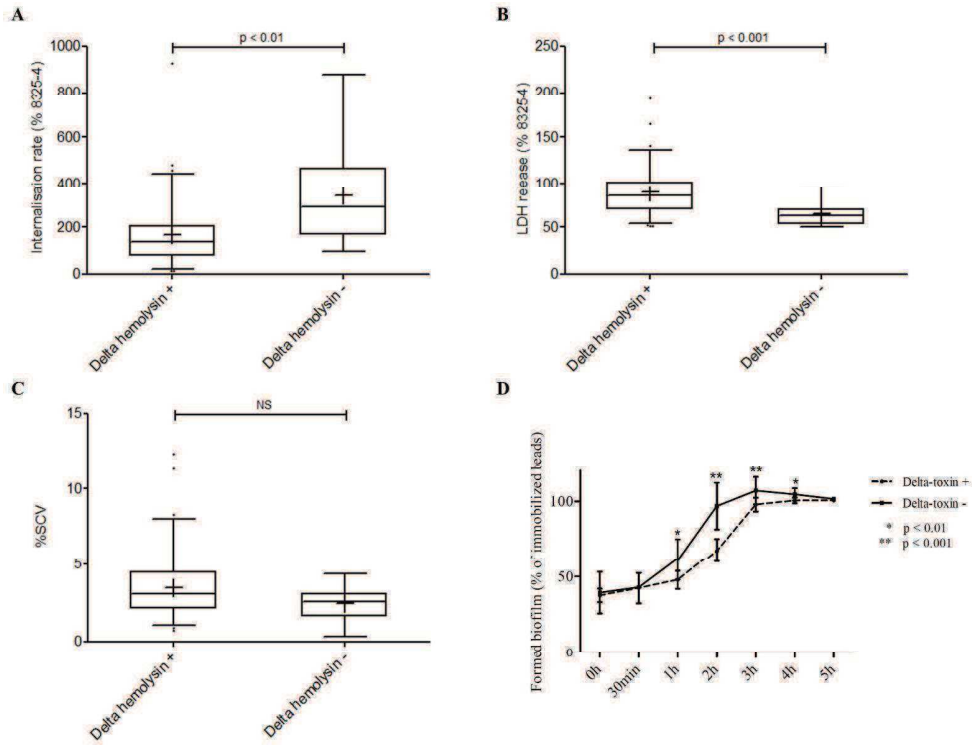 A
p < 0.01
Internalisaion rate (% 8325-4)
1000
800
600
400
200
0
Delta hemolysin +
Delta hemolysin -
B
p < 0.001
LDH reease (% 83254)
250
200
150
100
50
0
Delta hemolysin +
Delta hemolysin -
C
NS
%SCV
15
10
5
0
Delta hemolysin +
Delta hemolysin -
D
Formed biofilm (% o' immobilized leads)
100
50
0
0h
30min
1h
2h
3h
4h
5h
*
**
**
*
Delta-toxin +
Delta-toxin -
* p < 0.01
** p < 0.001